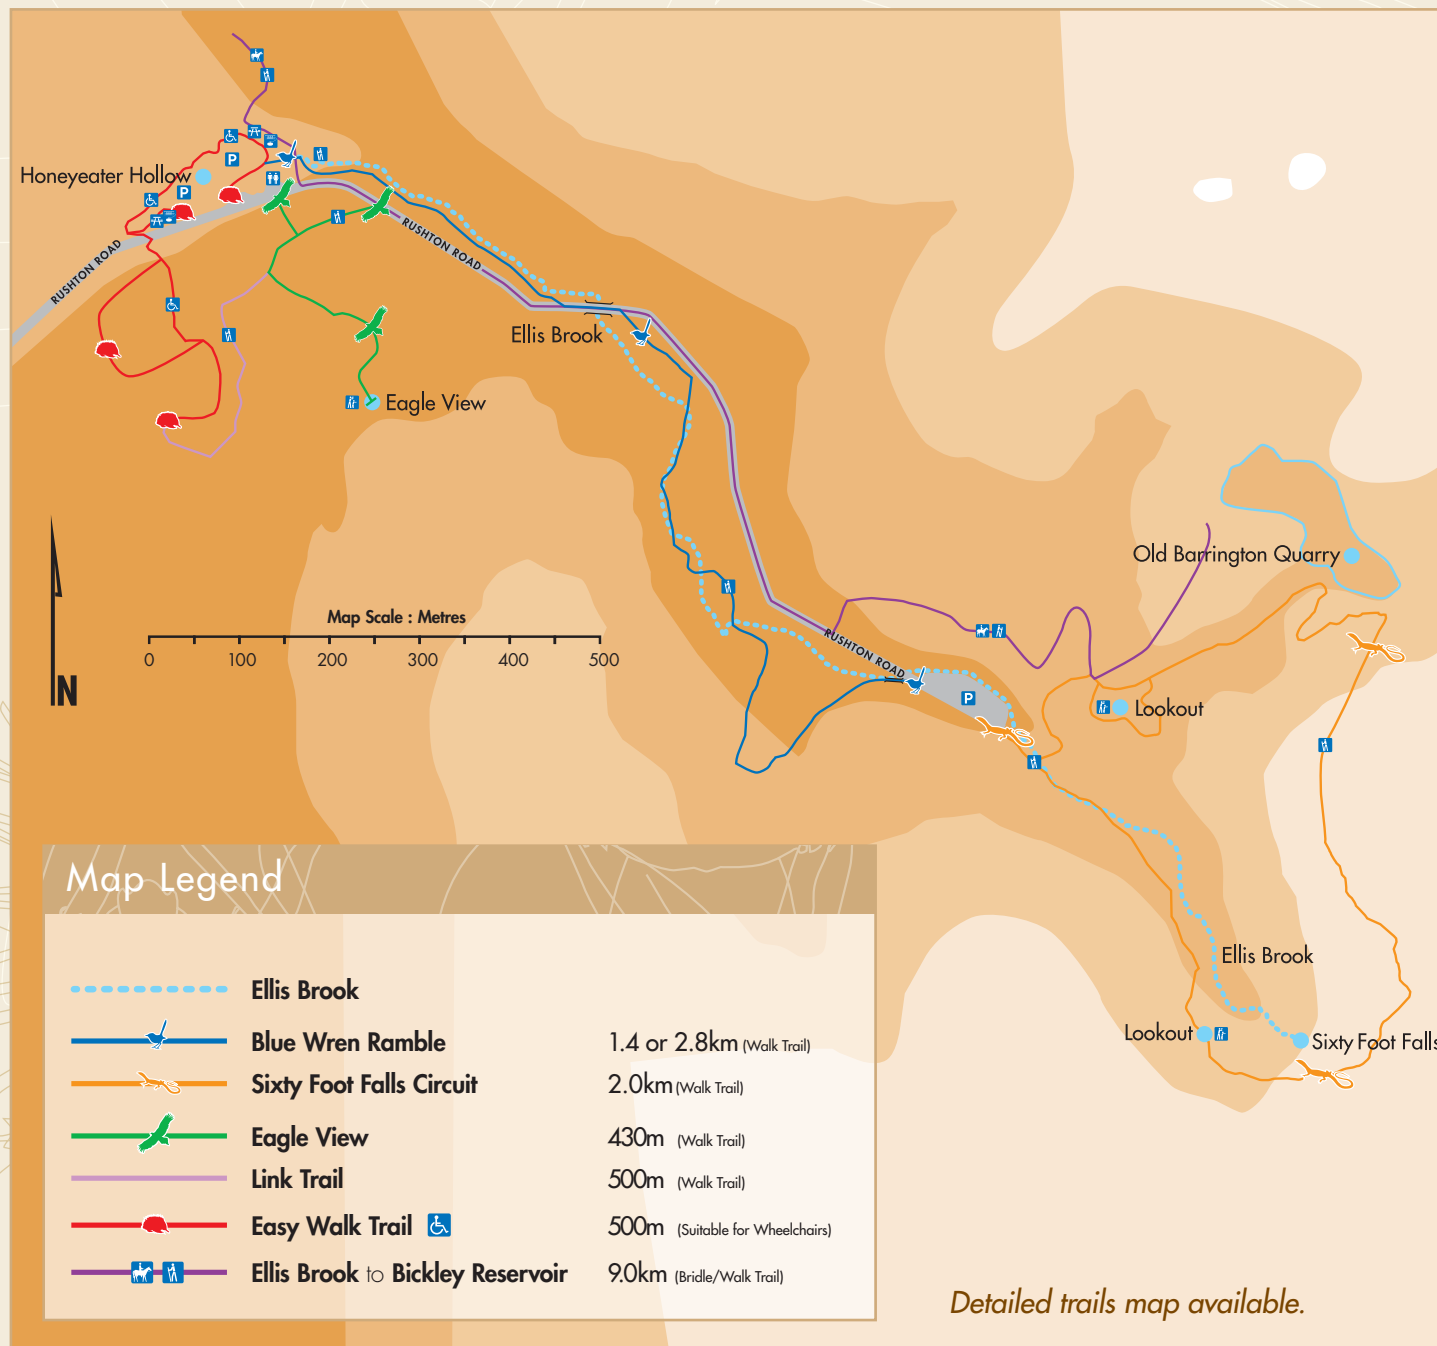 Honeyeater Hollow
P
P
RUSHTON ROAD
RUSHTON ROAD
Ellis Brook
Eagle View
Old Barrington Quarry
Map Scale : Metres
0 100 200 300 400 500
N
RUSHTON ROAD
P
Lookout
Ellis Brook
Lookout
Sixty Foot Falls
Map Legend
Ellis Brook
Blue Wren Ramble 1.4 or 2.8km (Walk Trail)
Sixty Foot Falls Circuit 2.0km (Walk Trail)
Eagle View 430m (Walk Trail)
Link Trail 500m (Walk Trail)
Easy Walk Trail 500m (Suitable for Wheelchairs)
Ellis Brook to Bickley Reservoir 9.0km (Bridle/Walk Trail)
Detailed trails map available.